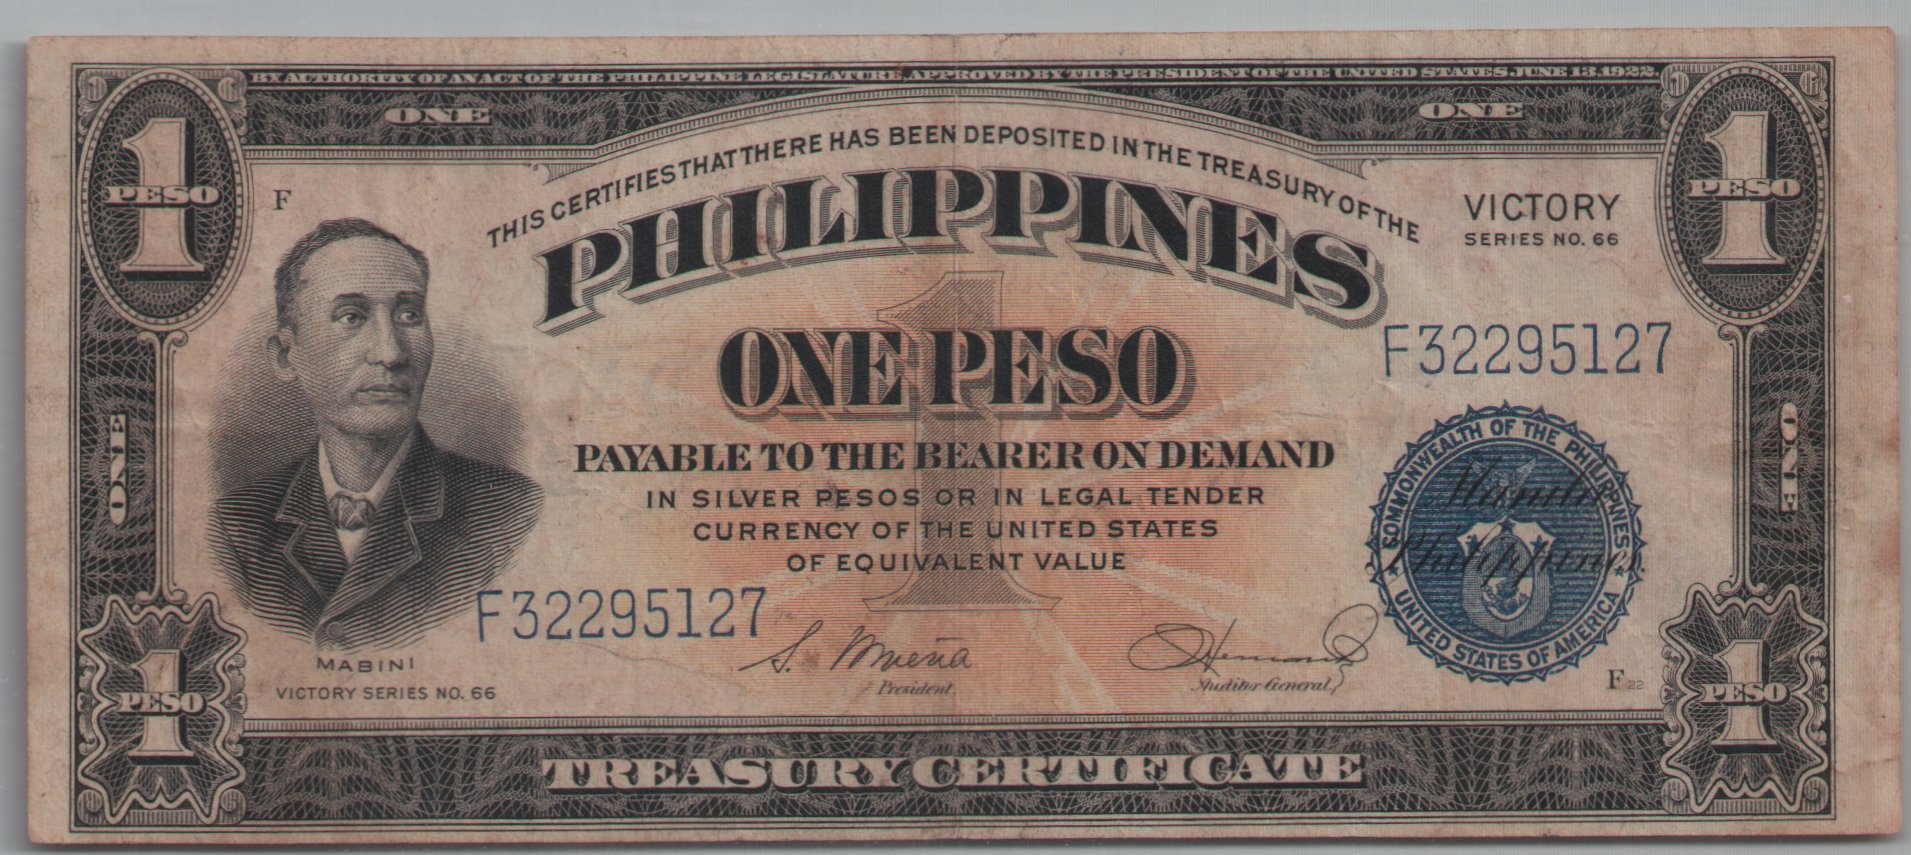 BY AUTHORITY OF AN ACT OF THE PHILIPPINE LEGISLATURE, APPROVED BY THE PRESIDENT OF THE UNITED STATES, JUNE 13, 1922.
ONE
ONE
1
PESO
1
PESO
F
THIS CERTIFIES THAT THERE HAS BEEN DEPOSITED IN THE TREASURY OF THE
PHILIPPINES
VICTORY
SERIES NO. 66
1
ONE PESO
F32295127
PAYABLE TO THE BEARER ON DEMAND
IN SILVER PESOS OR IN LEGAL TENDER
CURRENCY OF THE UNITED STATES
OF EQUIVALENT VALUE
ONE
ONE
COMMONWEALTH OF THE PHILIPPINES
Manila
Philippines.
UNITED STATES OF AMERICA
F32295127
S. Osmeña
President.
Auditor General.
MABINI
VICTORY SERIES NO. 66
F 22
1
PESO
1
PESO
TREASURY CERTIFICATE